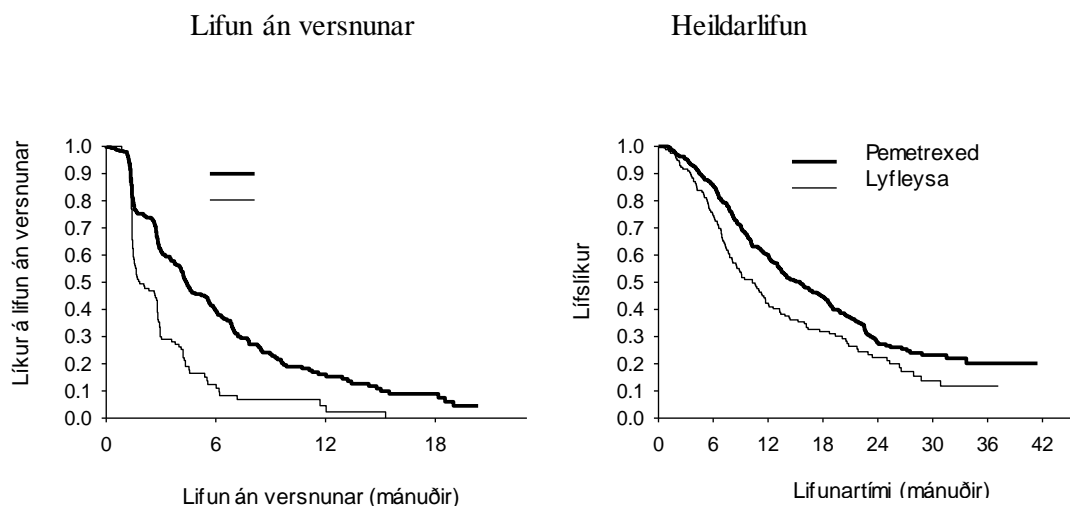 Lifun án versnunar
Heildarlifun
Líkur á lifun án versnunar
1.0
0.9
0.8
0.7
0.6
0.5
0.4
0.3
0.2
0.1
0.0
0 6 12 18
Lifun án versnunar (mánuðir)
Pemetrexed
Lyfleysa
Lífslíkur
1.0
0.9
0.8
0.7
0.6
0.5
0.4
0.3
0.2
0.1
0.0
0 6 12 18 24 30 36 42
Lifunartími (mánuðir)